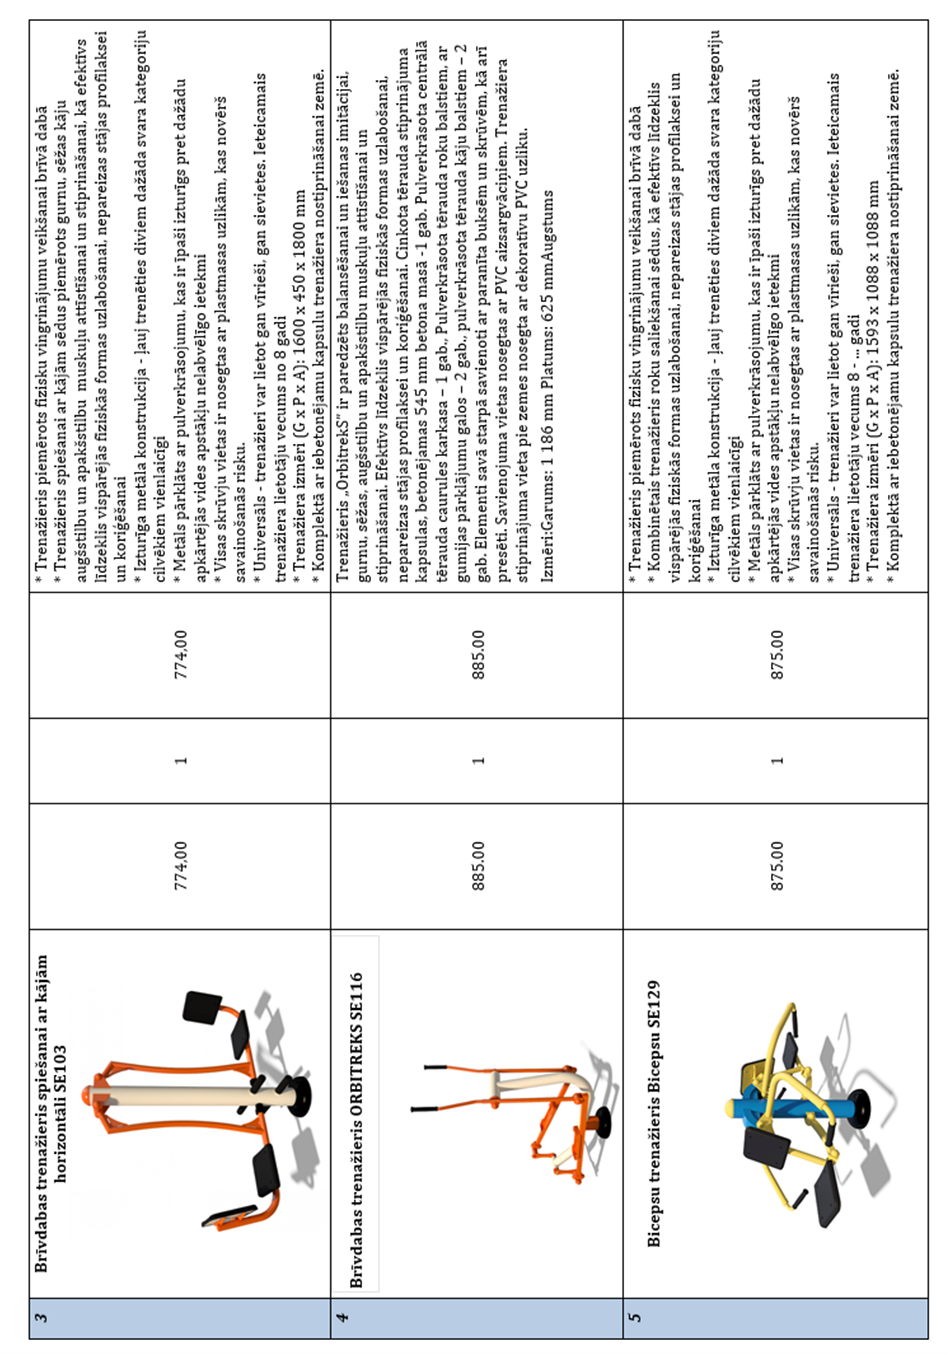 3
Brīvdabas trenažieris spiešanai ar kājām
horizontāli SE103
774,00
1
774,00
* Trenažieris piemērots fizisku vingrinājumu veikšanai brīvā dabā
* Trenažieris spiešanai ar kājām sēdus piemērots gurnu, sēžas kāju
augšstilbu un apakšstilbu muskuļu attīstīšanai un stiprināšanai, kā efektīvs
līdzeklis vispārējās fiziskās formas uzlabošanai, nepareizas stājas profilaksei
un koriģēšanai
* Izturīga metāla konstrukcija - ļauj trenēties diviem dažāda svara kategoriju
cilvēkiem vienlaicīgi
* Metāls pārklāts ar pulverkrāsojumu, kas ir īpaši izturīgs pret dažādu
apkārtējās vides apstākļu nelabvēlīgo ietekmi
* Visas skrūvju vietas ir nosegtas ar plastmasas uzlikām, kas novērš
savainošanās risku.
* Universāls - trenažieri var lietot gan vīrieši, gan sievietes. Ieteicamais
trenažiera lietotāju vecums no 8 gadi
* Trenažiera izmēri (G x P x A): 1600 x 450 x 1800 mm
* Komplektā ar iebetonējamu kapsulu trenažiera nostiprināšanai zemē.
4
Brīvdabas trenažieris ORBITREKS SE116
885.00
1
885.00
Trenažieris „OrbitrekS" ir paredzēts balansēšanai un iešanas imitācijai,
gurnu, sēžas, augšstilbu un apakšstilbu muskuļu attīstīšanai un
stiprināšanai. Efektīvs līdzeklis vispārējās fiziskās formas uzlabošanai,
nepareizas stājas profilaksei un koriģēšanai. Cinkota tērauda stiprinājuma
kapsulas, betonējamas 545 mm betona masā -1 gab. Pulverkrāsota centrālā
tērauda caurules karkasa – 1 gab., Pulverkrāsota tērauda roku balstiem, ar
gumijas pārklājumu galos – 2 gab., pulverkrāsota tērauda kāju balstiem – 2
gab. Elementi savā starpā savienoti ar paranīta buksēm un skrūvēm, kā arī
presēti. Savienojuma vietas nosegtas ar PVC aizsargvāciņiem. Trenažiera
stiprinājuma vieta pie zemes nosegta ar dekoratīvu PVC uzliku.
Izmēri:Garums: 1 186 mm Platums: 625 mmAugstums
5
Bicepsu trenažieris Bicepsu SE129
875.00
1
875.00
* Trenažieris piemērots fizisku vingrinājumu veikšanai brīvā dabā
* Kombinētais trenažieris roku saliekšanai sēdus, kā efektīvs līdzeklis
vispārējās fiziskās formas uzlabošanai, nepareizas stājas profilaksei un
koriģēšanai
* Izturīga metāla konstrukcija - ļauj trenēties diviem dažāda svara kategoriju
cilvēkiem vienlaicīgi
* Metāls pārklāts ar pulverkrāsojumu, kas ir īpaši izturīgs pret dažādu
apkārtējās vides apstākļu nelabvēlīgo ietekmi
* Visas skrūvju vietas ir nosegtas ar plastmasas uzlikām, kas novērš
savainošanās risku.
* Universāls - trenažieri var lietot gan vīrieši, gan sievietes. Ieteicamais
trenažiera lietotāju vecums 8 - ... gadi
* Trenažiera izmēri (G x P x A): 1593 x 1088 x 1088 mm
* Komplektā ar iebetonējamu kapsulu trenažiera nostiprināšanai zemē.